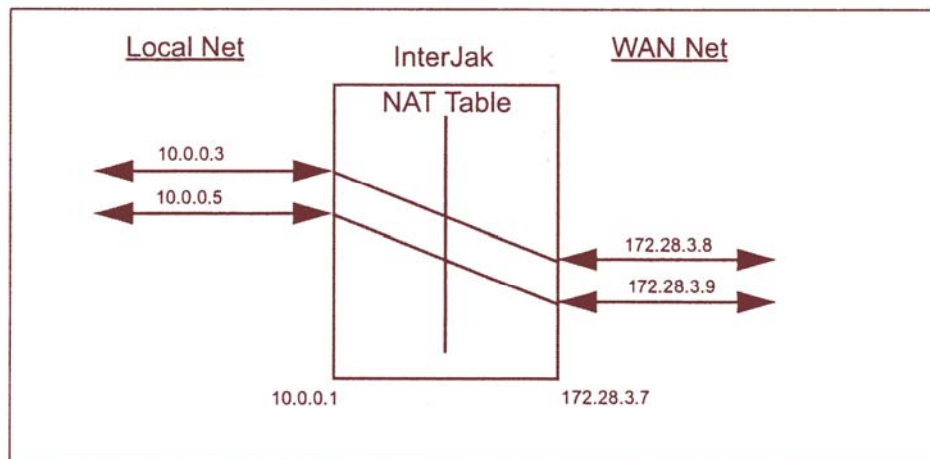 Local Net
InterJak
WAN Net
NAT Table
10.0.0.3
10.0.0.5
172.28.3.8
172.28.3.9
10.0.0.1
172.28.3.7